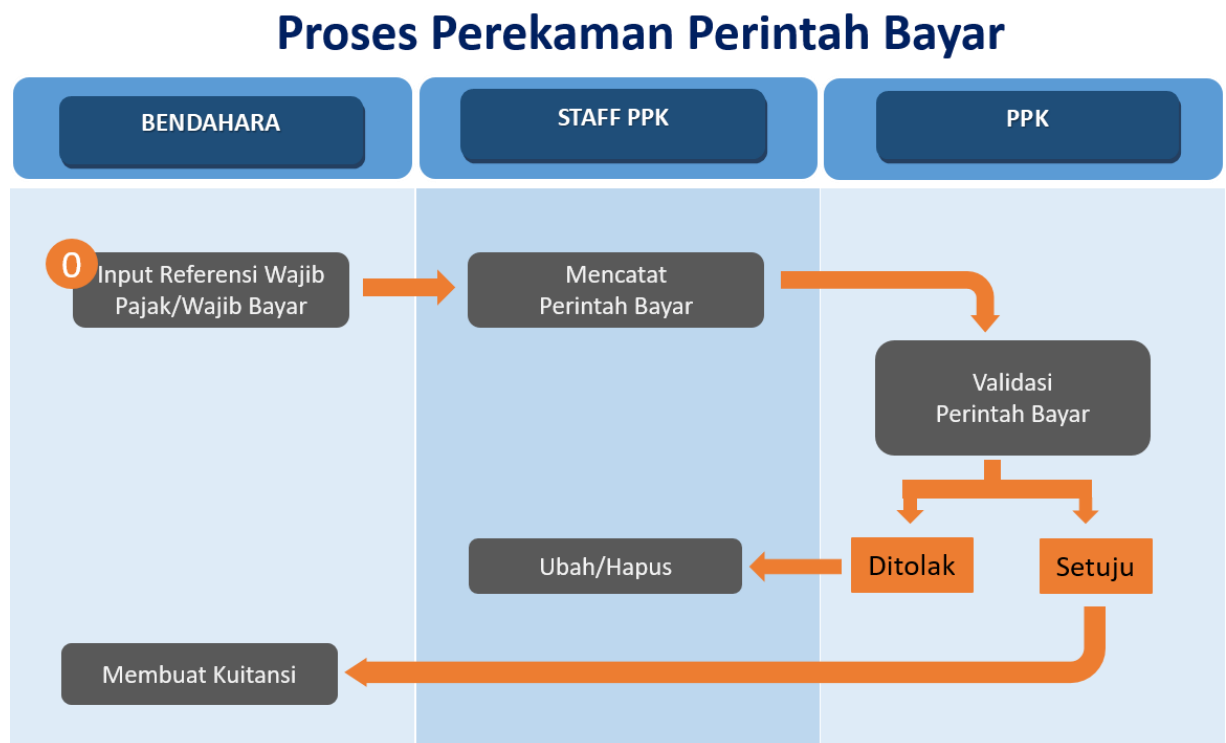 Proses Perekaman Perintah Bayar
BENDAHARA
STAFF PPK
PPK
0
Input Referensi Wajib
Pajak/Wajib Bayar
Mencatat
Perintah Bayar
Validasi
Perintah Bayar
Ubah/Hapus
Ditolak
Setuju
Membuat Kuitansi